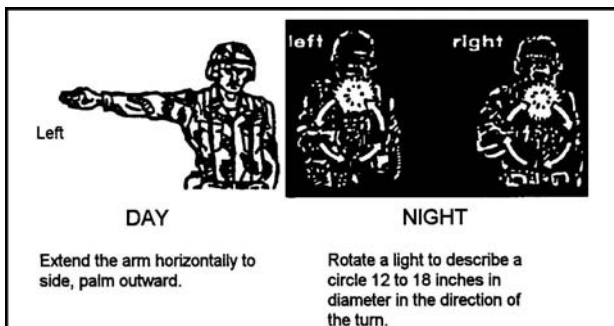 left
right
Left
DAY
NIGHT
Extend the arm horizontally to
side, palm outward.
Rotate a light to describe a
circle 12 to 18 inches in
diameter in the direction of
the turn.